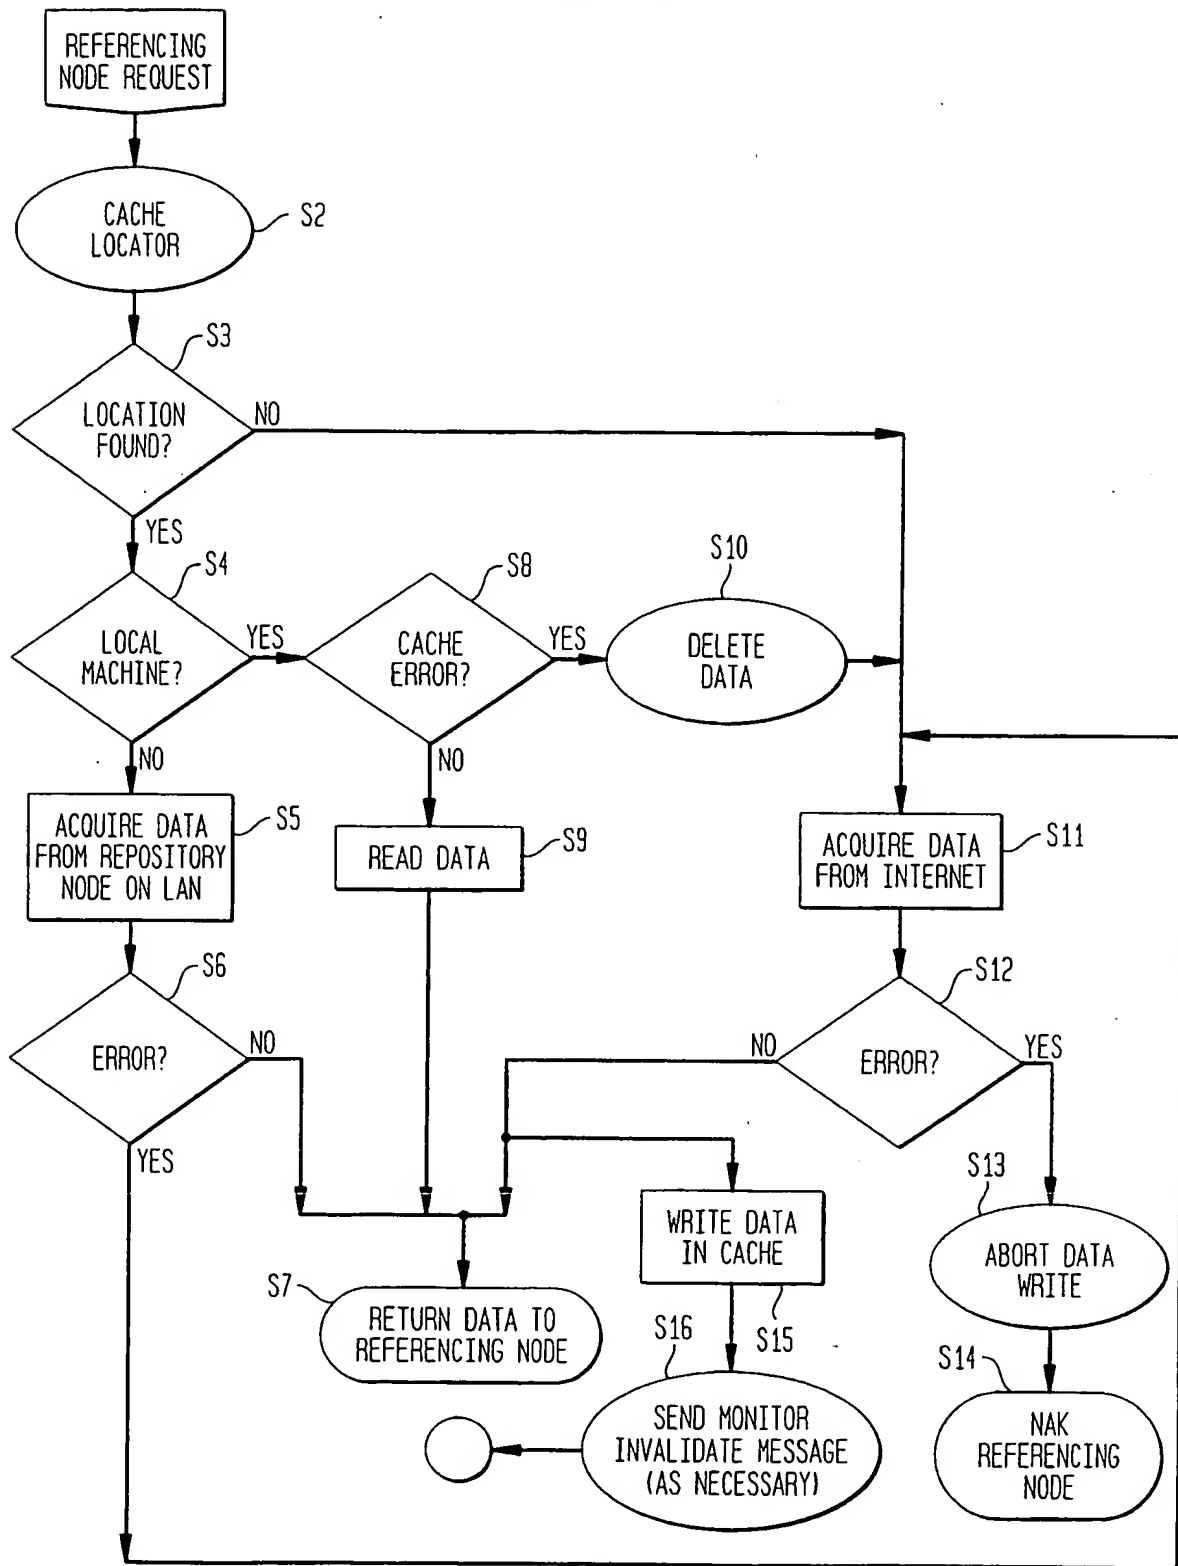 REFERENCING
NODE REQUEST
CACHE
LOCATOR
S2
S3
LOCATION
FOUND?
NO
YES
S4
LOCAL
MACHINE?
YES
NO
S8
CACHE
ERROR?
YES
NO
S10
DELETE
DATA
ACQUIRE DATA
FROM REPOSITORY
NODE ON LAN
S5
READ DATA
S9
ACQUIRE DATA
FROM INTERNET
S11
S6
ERROR?
NO
YES
S12
NO
ERROR?
YES
S13
ABORT DATA
WRITE
WRITE DATA
IN CACHE
S15
S7
RETURN DATA TO
REFERENCING NODE
S16
SEND MONITOR
INVALIDATE MESSAGE
(AS NECESSARY)
S14
NAK
REFERENCING
NODE